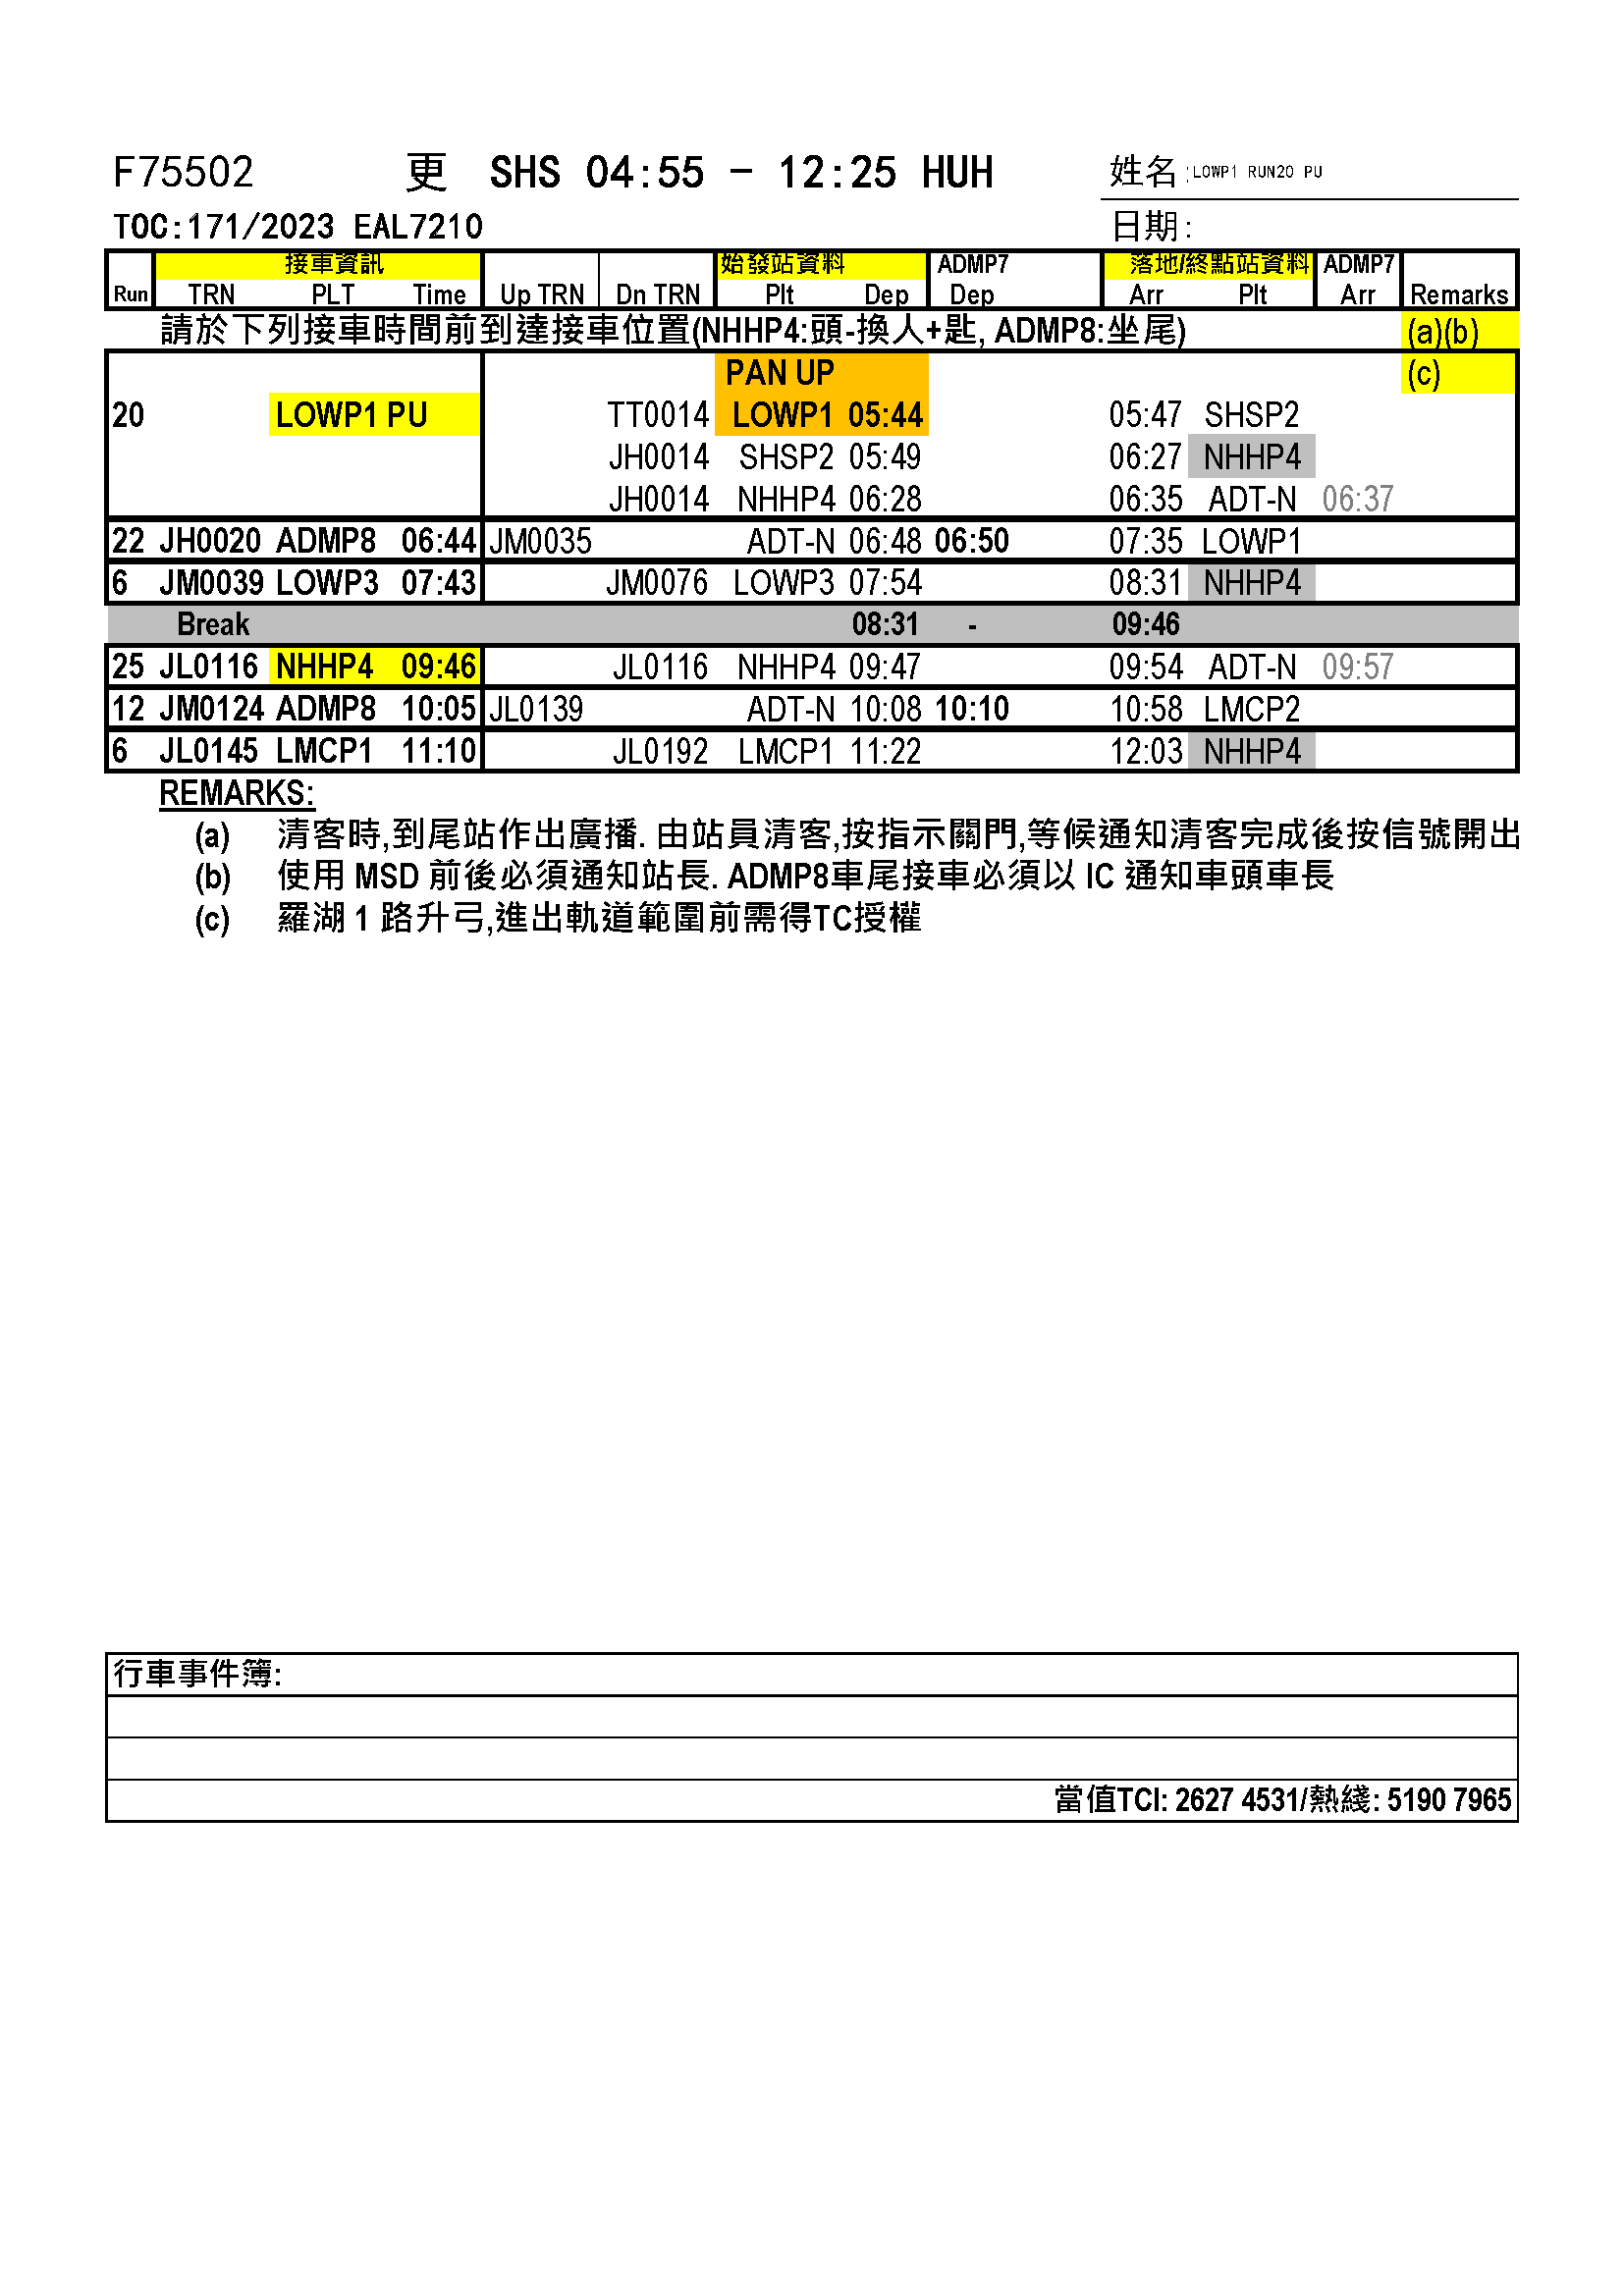 F75502 更 SHS 04:55 - 12:25 HUH 姓名:LOWP1 RUN20 PU
TOC:171/2023 EAL7210 日期:
接車資訊 始發站資料 ADMP7 落地/終點站資料 ADMP7
Run TRN PLT Time Up TRN Dn TRN Plt Dep Dep Arr Plt Arr Remarks
請於下列接車時間前到達接車位置(NHHP4:頭-換人+匙, ADMP8:坐尾) (a)(b)
PAN UP (c)
20 LOWP1 PU TT0014 LOWP1 05:44 05:47 SHSP2
JH0014 SHSP2 05:49 06:27 NHHP4
JH0014 NHHP4 06:28 06:35 ADT-N 06:37
22 JH0020 ADMP8 06:44 JM0035 ADT-N 06:48 06:50 07:35 LOWP1
6 JM0039 LOWP3 07:43 JM0076 LOWP3 07:54 08:31 NHHP4
Break 08:31 - 09:46
25 JL0116 NHHP4 09:46 JL0116 NHHP4 09:47 09:54 ADT-N 09:57
12 JM0124 ADMP8 10:05 JL0139 ADT-N 10:08 10:10 10:58 LMCP2
6 JL0145 LMCP1 11:10 JL0192 LMCP1 11:22 12:03 NHHP4
REMARKS:
(a) 清客時,到尾站作出廣播. 由站員清客,按指示關門,等候通知清客完成後按信號開出
(b) 使用 MSD 前後必須通知站長. ADMP8車尾接車必須以 IC 通知車頭車長
(c) 羅湖 1 路升弓,進出軌道範圍前需得TC授權
行車事件簿:
當值TCI: 2627 4531/熱綫: 5190 7965